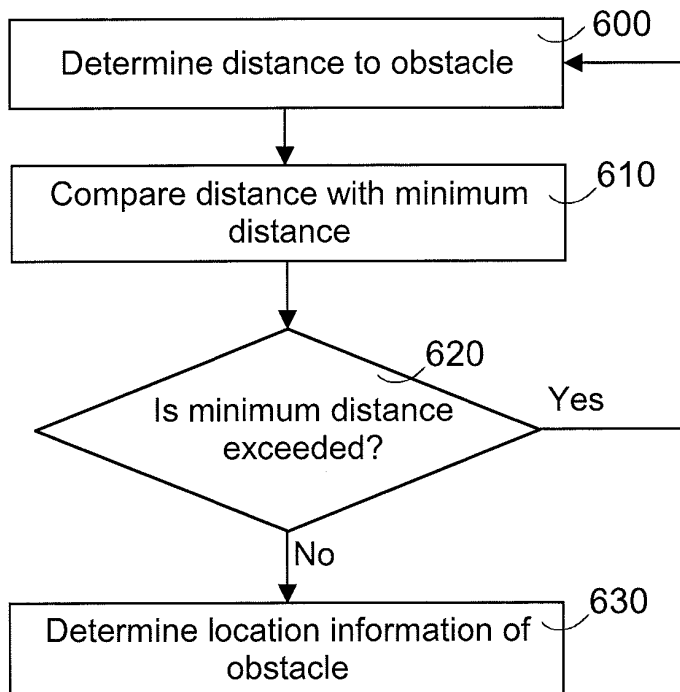 600
Determine distance to obstacle
Compare distance with minimum
distance
610
620
Is minimum distance
exceeded?
Yes
No
630
Determine location information of
obstacle